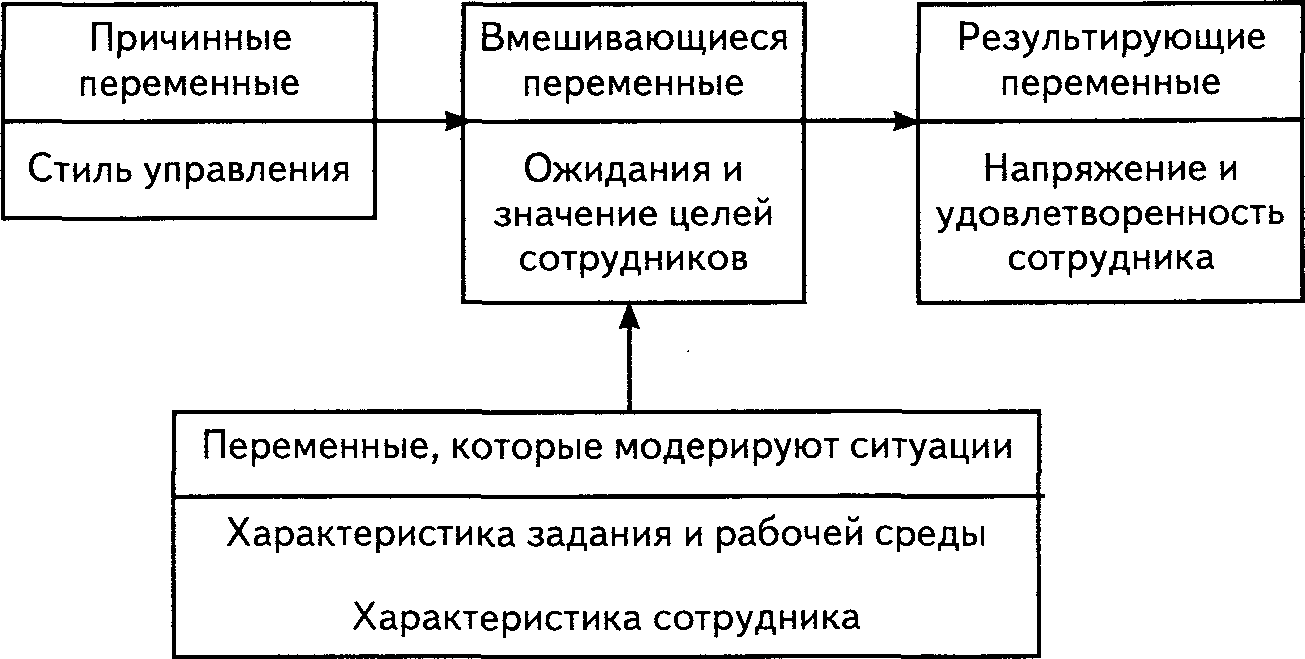 Причинные
переменные
Стиль управления
Вмешивающиеся
переменные
Ожидания и
значение целей
сотрудников
Результирующие
переменные
Напряжение и
удовлетворенность
сотрудника
Переменные, которые модерируют ситуации
Характеристика задания и рабочей среды
Характеристика сотрудника